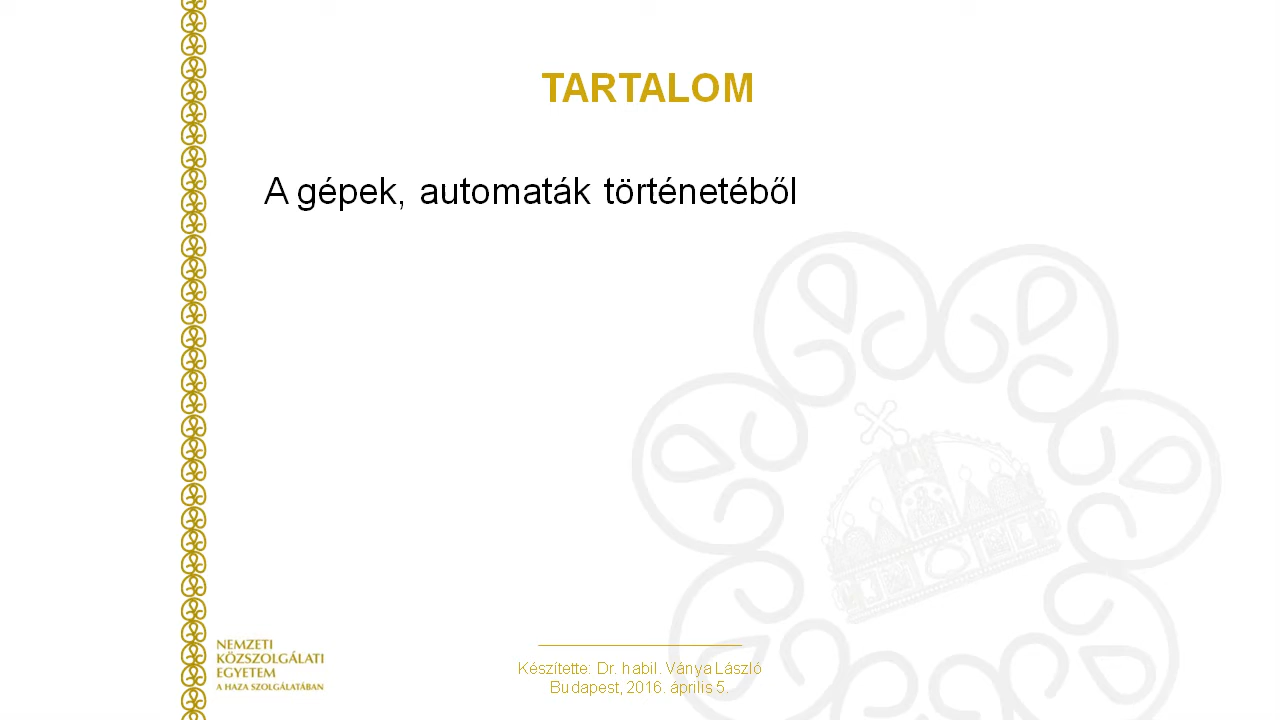 TARTALOM
A gépek, automaták történetéből
NEMZETI
KÖZSZOLGÁLATI
EGYETEM
A HAZA SZOLGÁLATÁBAN
Készítette: Dr. habil. Ványa László
Budapest, 2016. április 5.